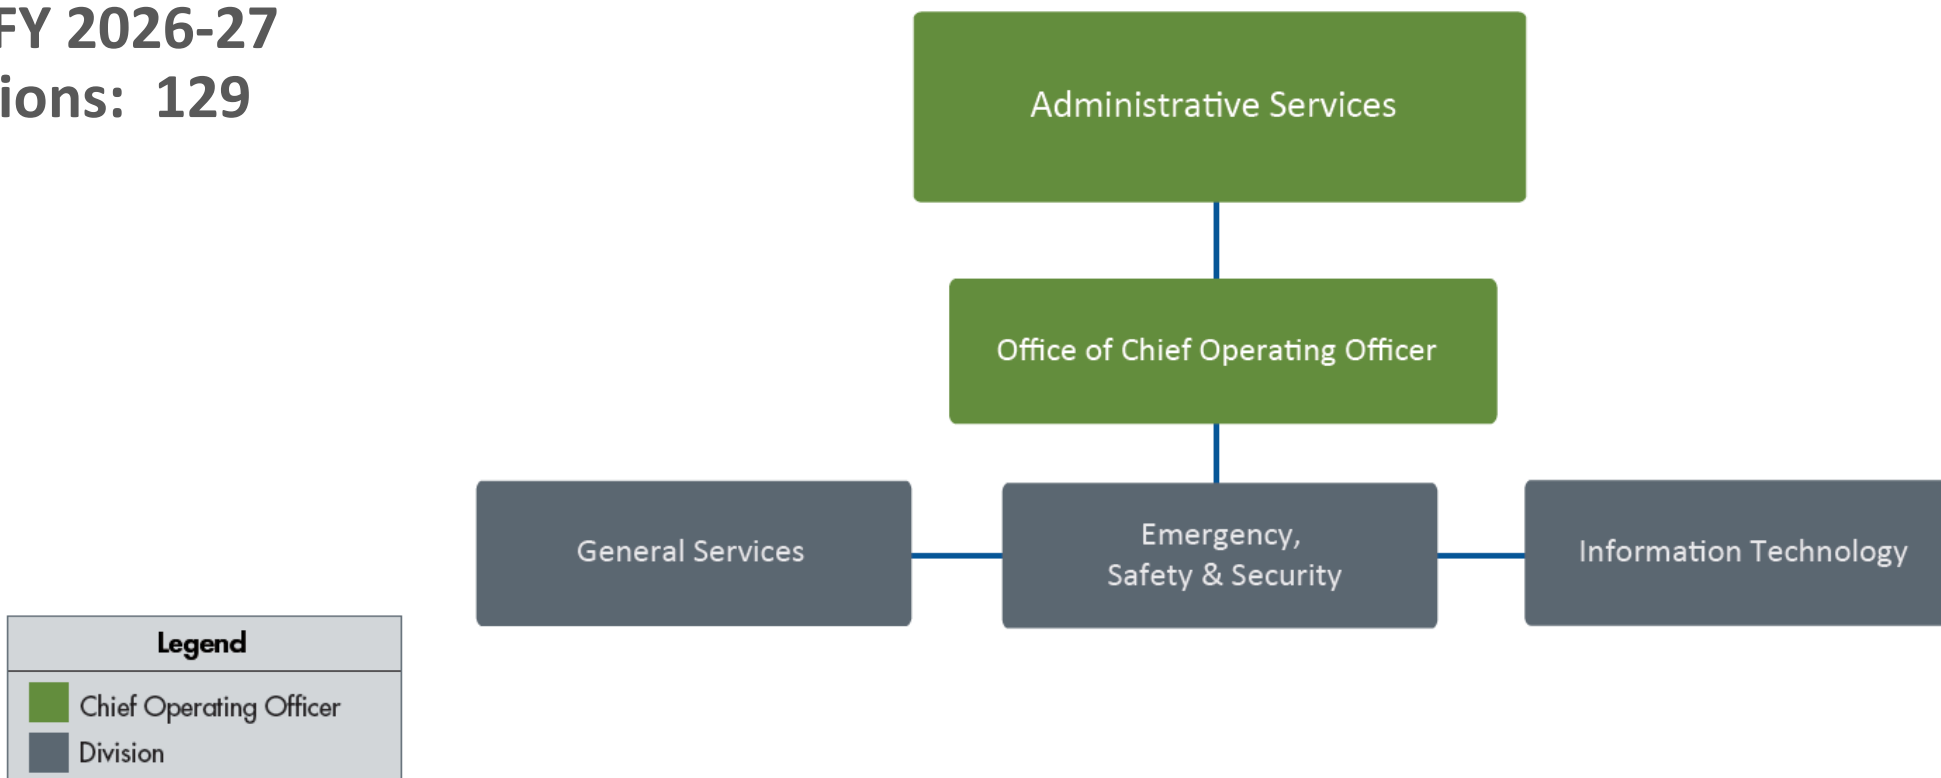 FY 2026-27
ions: 129
Administrative Services
Office of Chief Operating Officer
General Services
Emergency,
Safety & Security
Information Technology
Legend
Chief Operating Officer
Division